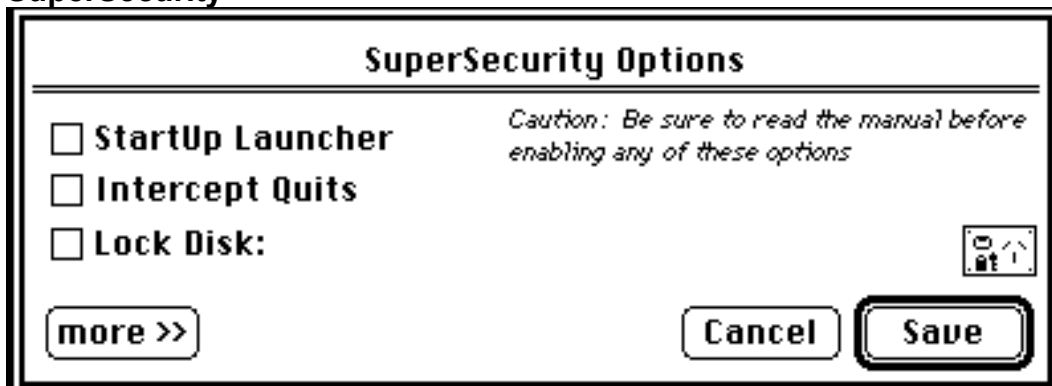 SuperSecurity
SuperSecurity Options
Caution: Be sure to read the manual before
enabling any of these options
StartUp Launcher
Intercept Quits
Lock Disk:
more >>
Cancel
Save